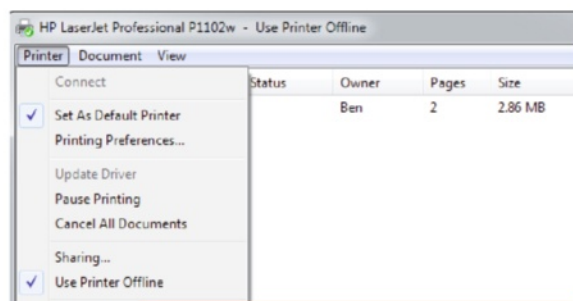 HP LaserJet Professional P1102w - Use Printer Offline
Printer Document View
Connect Status Owner Pages Size
Set As Default Printer Ben 2 2.86 MB
Printing Preferences...
Update Driver
Pause Printing
Cancel All Documents
Sharing...
Use Printer Offline